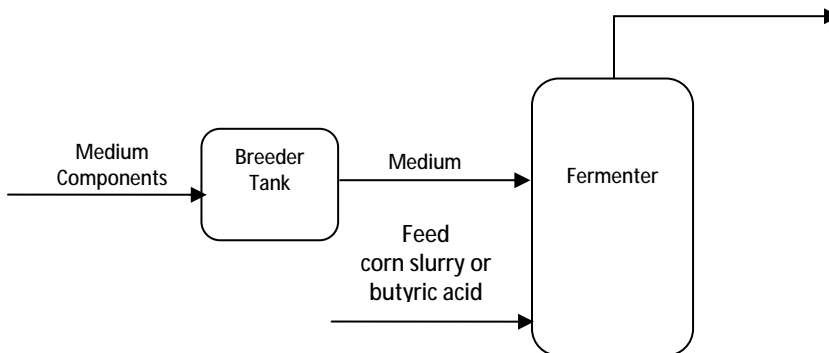 Medium
Components
Breeder
Tank
Medium
Fermenter
Feed
corn slurry or
butyric acid